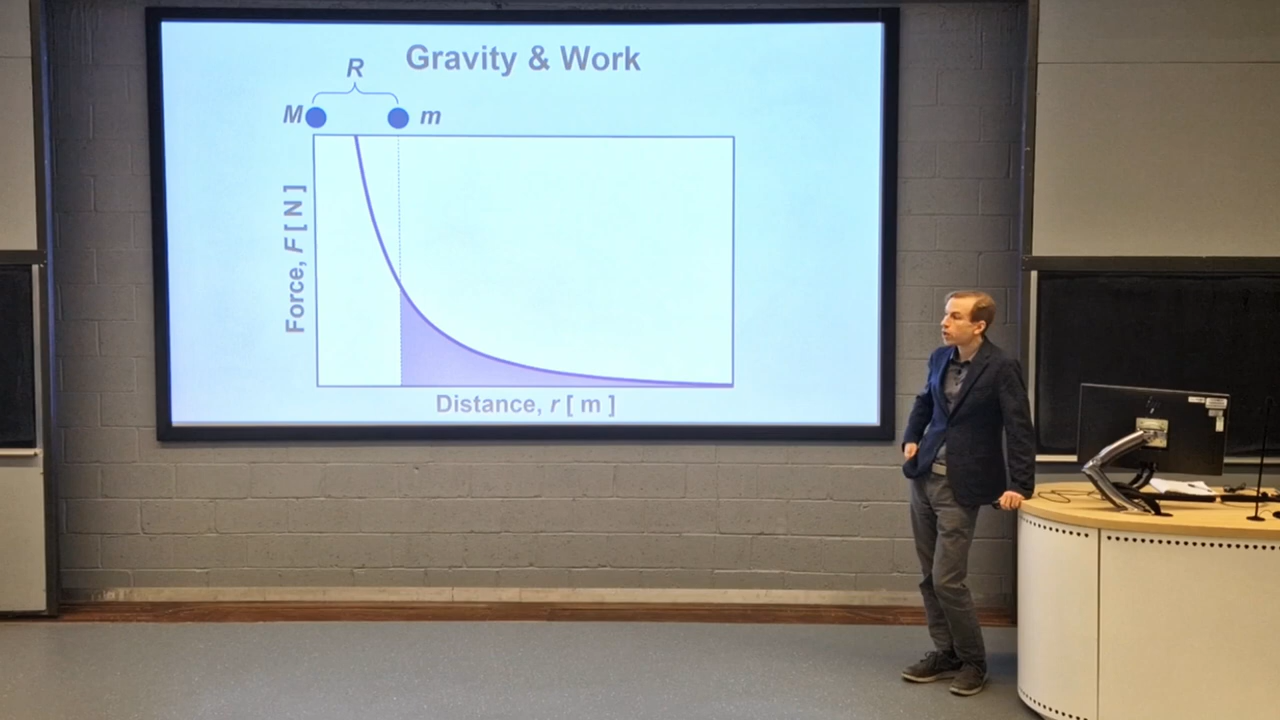 Gravity & Work
R
M m
Force, F [ N ]
Distance, r [ m ]